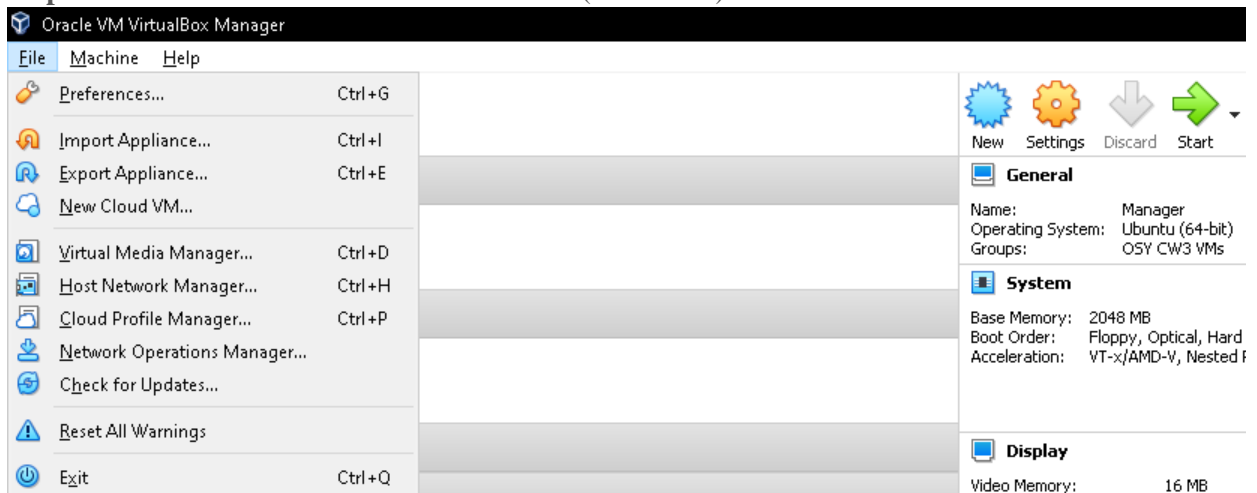 Oracle VM VirtualBox Manager
File Machine Help
Preferences... Ctrl+G
Import Appliance... Ctrl+I
Export Appliance... Ctrl+E
New Cloud VM...
Virtual Media Manager... Ctrl+D
Host Network Manager... Ctrl+H
Cloud Profile Manager... Ctrl+P
Network Operations Manager...
Check for Updates...
Reset All Warnings
Exit Ctrl+Q
New Settings Discard Start
General
Name: Manager
Operating System: Ubuntu (64-bit)
Groups: OSY CW3 VMs
System
Base Memory: 2048 MB
Boot Order: Floppy, Optical, Hard
Acceleration: VT-x/AMD-V, Nested
Display
Video Memory: 16 MB